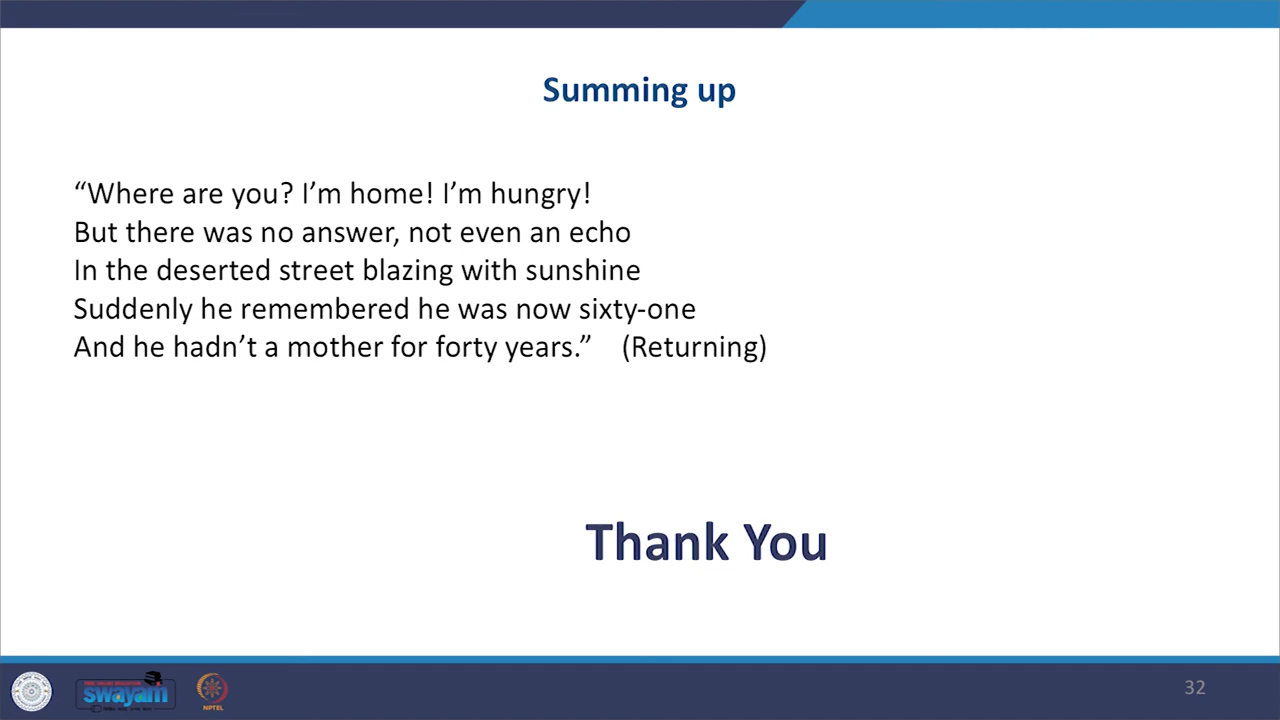 Summing up
“Where are you? I’m home! I’m hungry!
But there was no answer, not even an echo
In the deserted street blazing with sunshine
Suddenly he remembered he was now sixty-one
And he hadn’t a mother for forty years.” (Returning)
Thank You
swayam
NPTEL
32